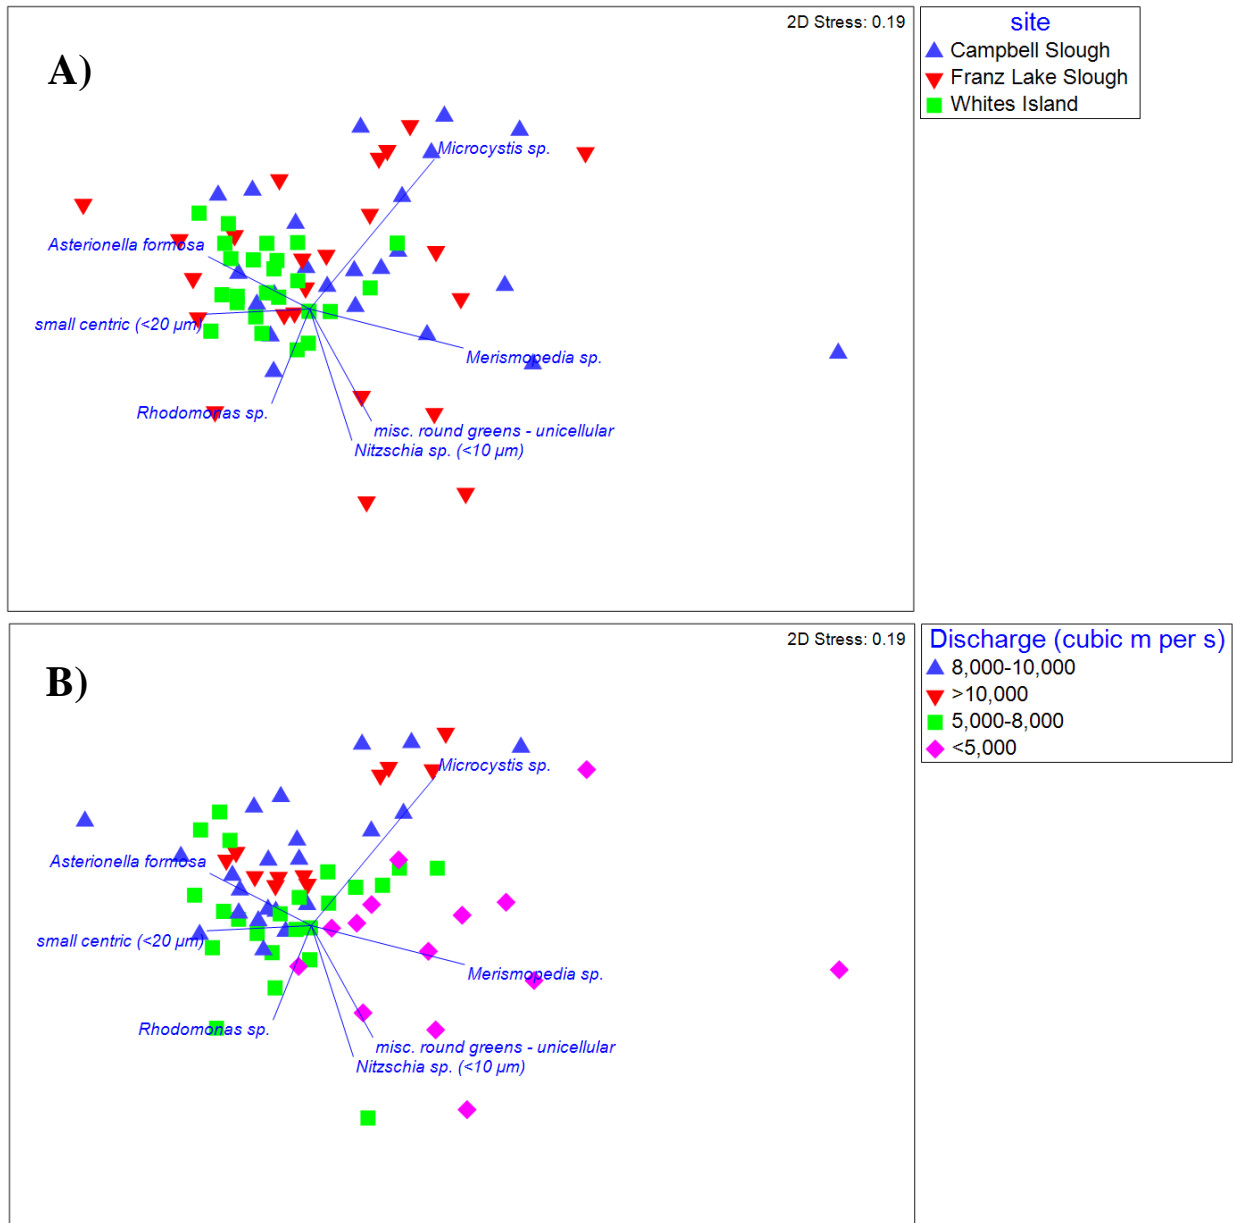 2D Stress: 0.19
A)
site
Campbell Slough
Franz Lake Slough
Whites Island
Microcystis sp.
Asterionella formosa
small centric (<20 µm)
Merismopedia sp.
Rhodomonas sp.
misc. round greens - unicellular
Nitzschia sp. (<10 µm)
2D Stress: 0.19
B)
Discharge (cubic m per s)
8,000-10,000
>10,000
5,000-8,000
<5,000
Microcystis sp.
Asterionella formosa
small centric (<20 µm)
Merismopedia sp.
Rhodomonas sp.
misc. round greens - unicellular
Nitzschia sp. (<10 µm)